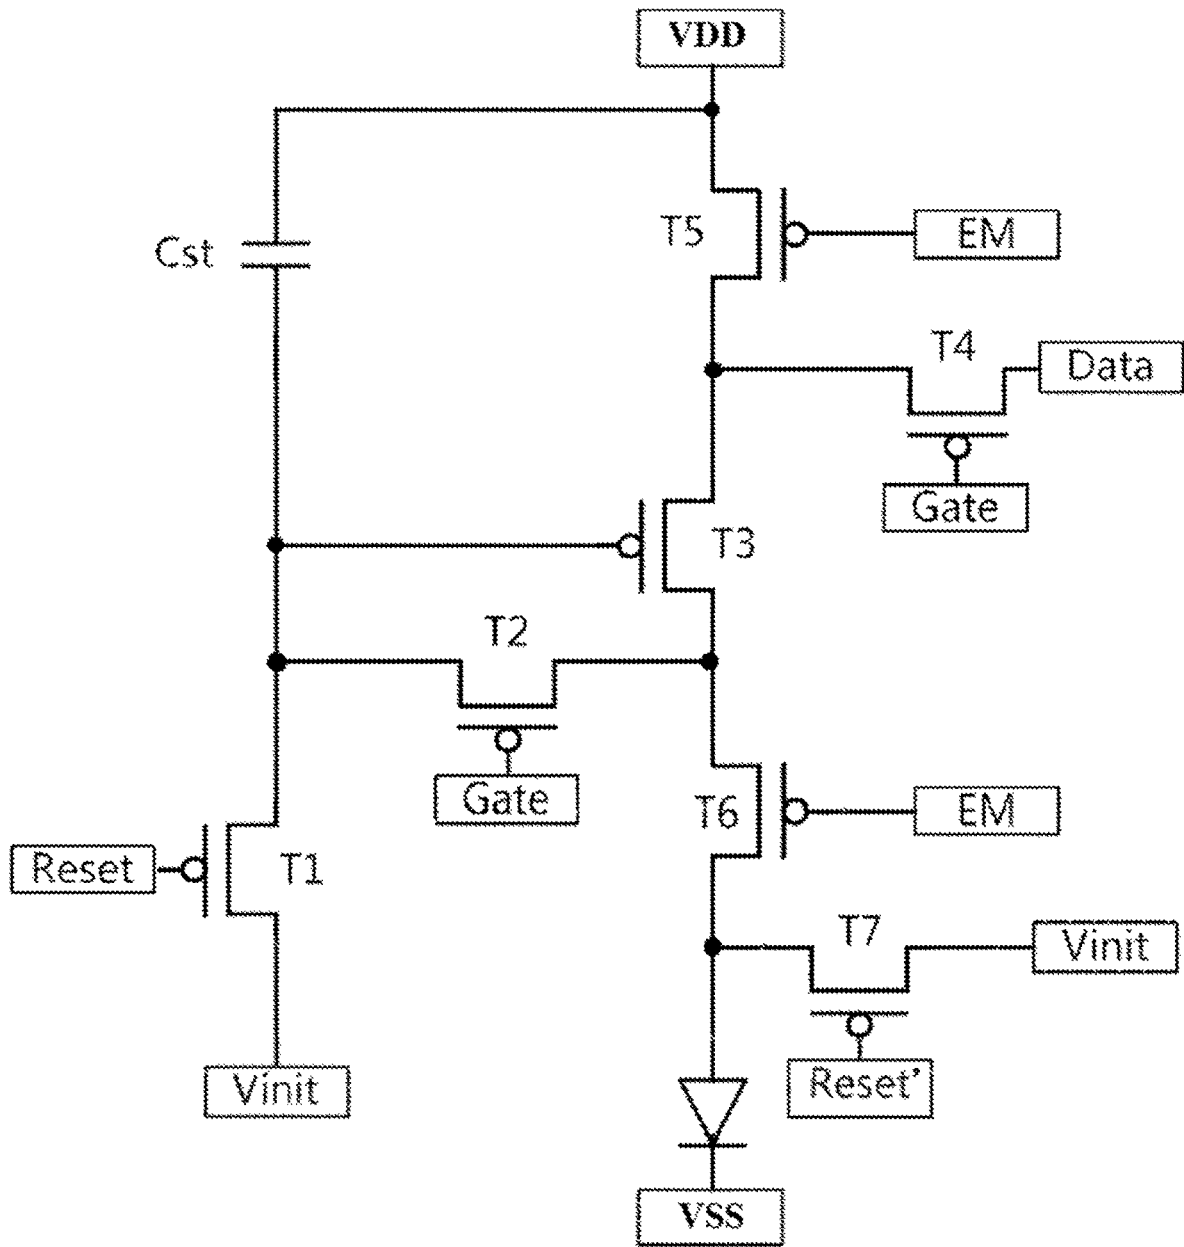 VDD
T5
EM
Cst
T4
Data
Gate
T3
T2
Gate
T6
EM
Reset
T1
T7
Vinit
Reset’
Vinit
VSS